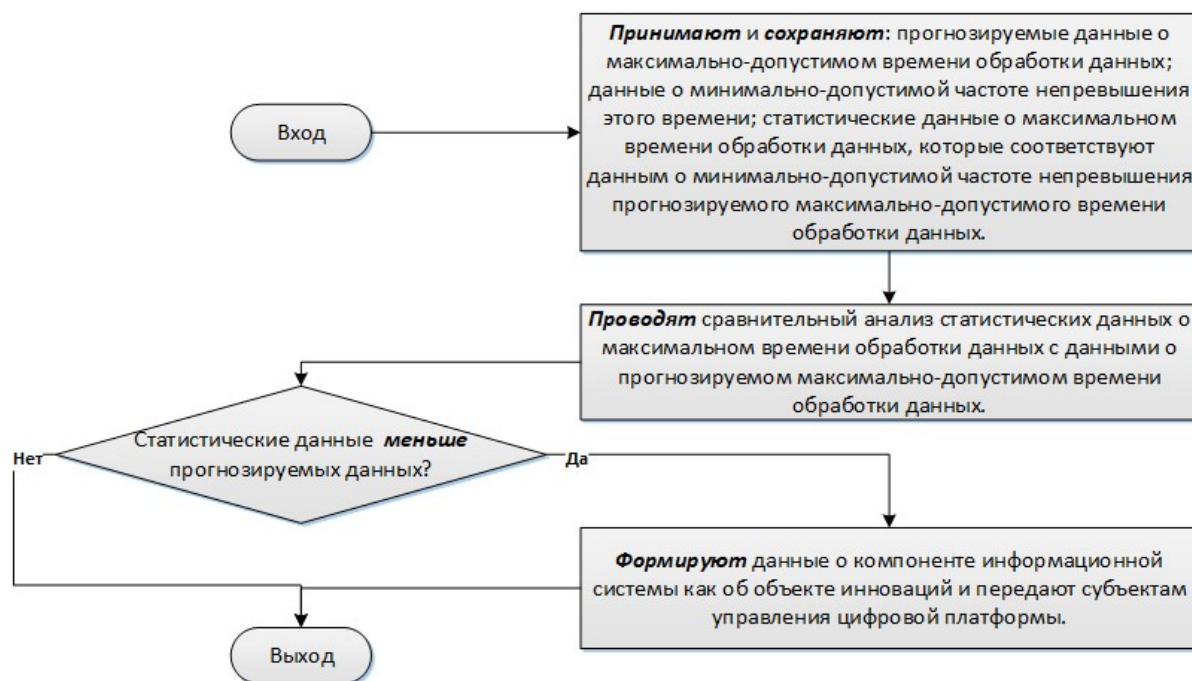 Вход
Принимают и сохраняют: прогнозируемые данные о
максимально-допустимом времени обработки данных;
данные о минимально-допустимой частоте непревышения
этого времени; статистические данные о максимальном
времени обработки данных, которые соответствуют
данным о минимально-допустимой частоте непревышения
прогнозируемого максимально-допустимого времени
обработки данных.
Проводят сравнительный анализ статистических данных о
максимальном времени обработки данных с данными о
прогнозируемом максимально-допустимом времени
обработки данных.
Статистические данные меньше
прогнозируемых данных?
Нет
Да
Формируют данные о компоненте информационной
системы как об объекте инноваций и передают субъектам
управления цифровой платформы.
Выход